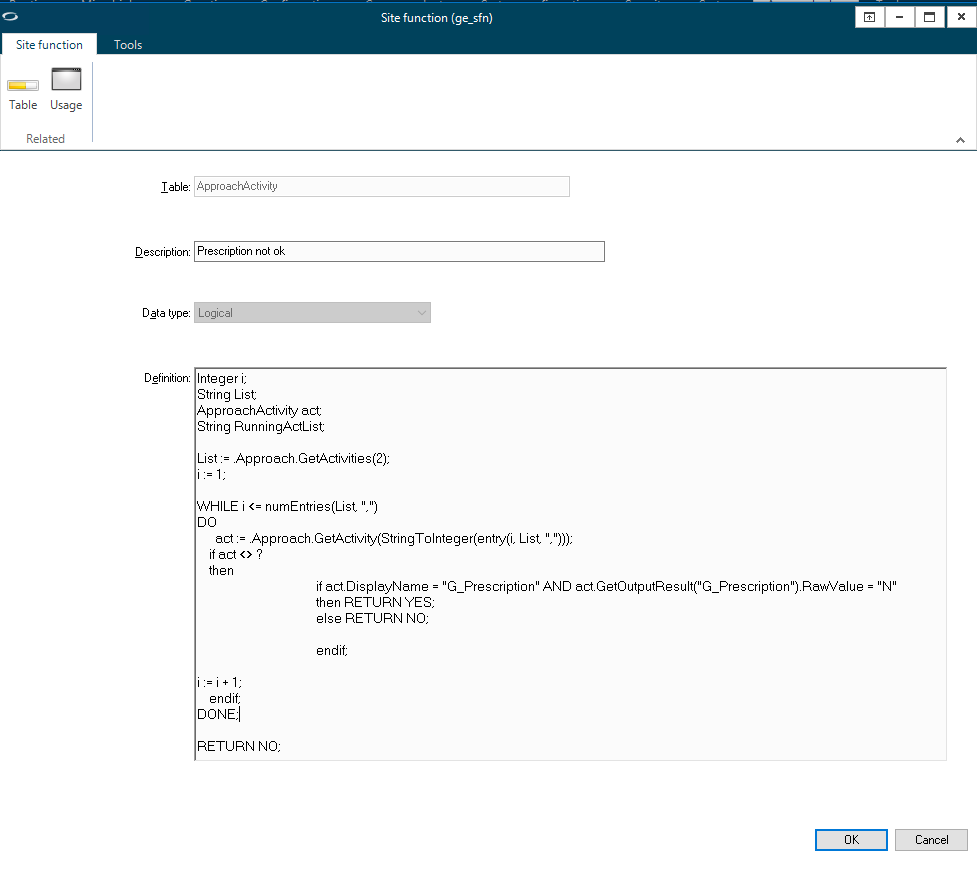 Site function (ge_sfn)
Site function Tools
Table Usage
Related
Table: ApproachActivity
Description: Prescription not ok
Data type: Logical
Definition: Integer i;
String List;
ApproachActivity act;
String RunningActList;
List := .Approach.GetActivities(2);
i := 1;
WHILE i <= numEntries(List, ",")
DO
act := .Approach.GetActivity(StringToInteger(entry(i, List, ",")));
if act <> ?
then
if act.DisplayName = "G_Prescription" AND act.GetOutputResult("G_Prescription").RawValue = "N"
then RETURN YES;
else RETURN NO;
endif;
i := i + 1;
endif;
DONE;
RETURN NO;
OK Cancel